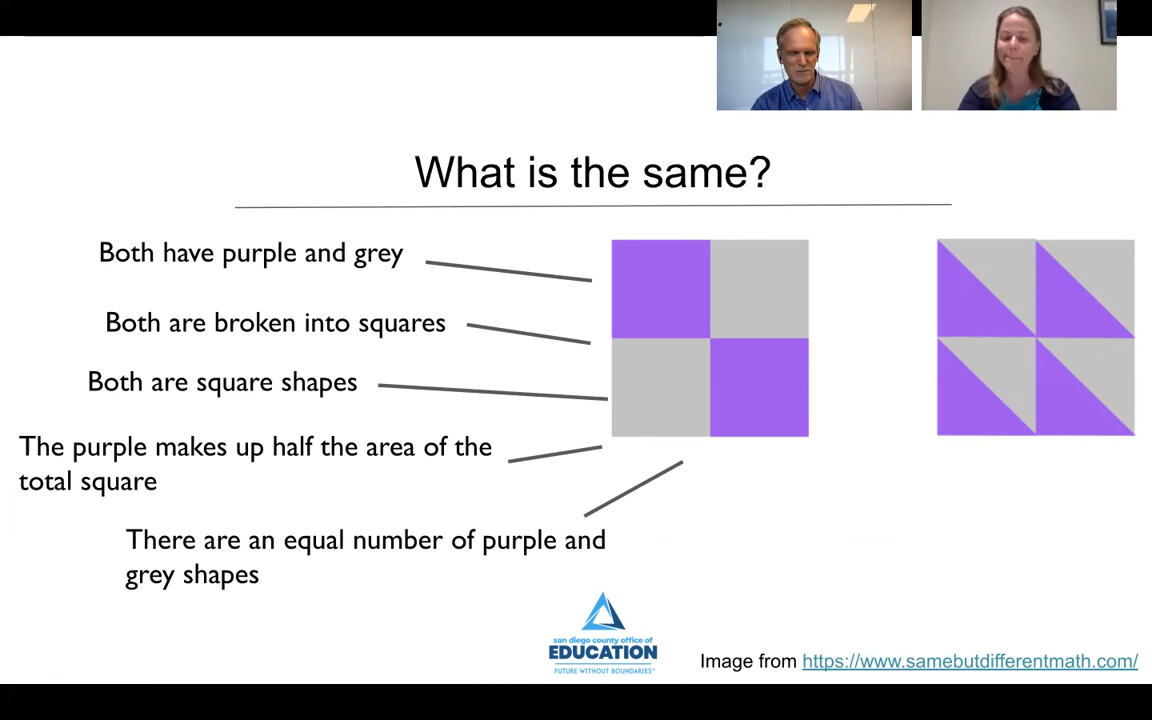 What is the same?
Both have purple and grey
Both are broken into squares
Both are square shapes
The purple makes up half the area of the
total square
There are an equal number of purple and
grey shapes
san diego county office of
EDUCATION
FUTURE WITHOUT BOUNDARIES™
Image from https://www.samebutdifferentmath.com/